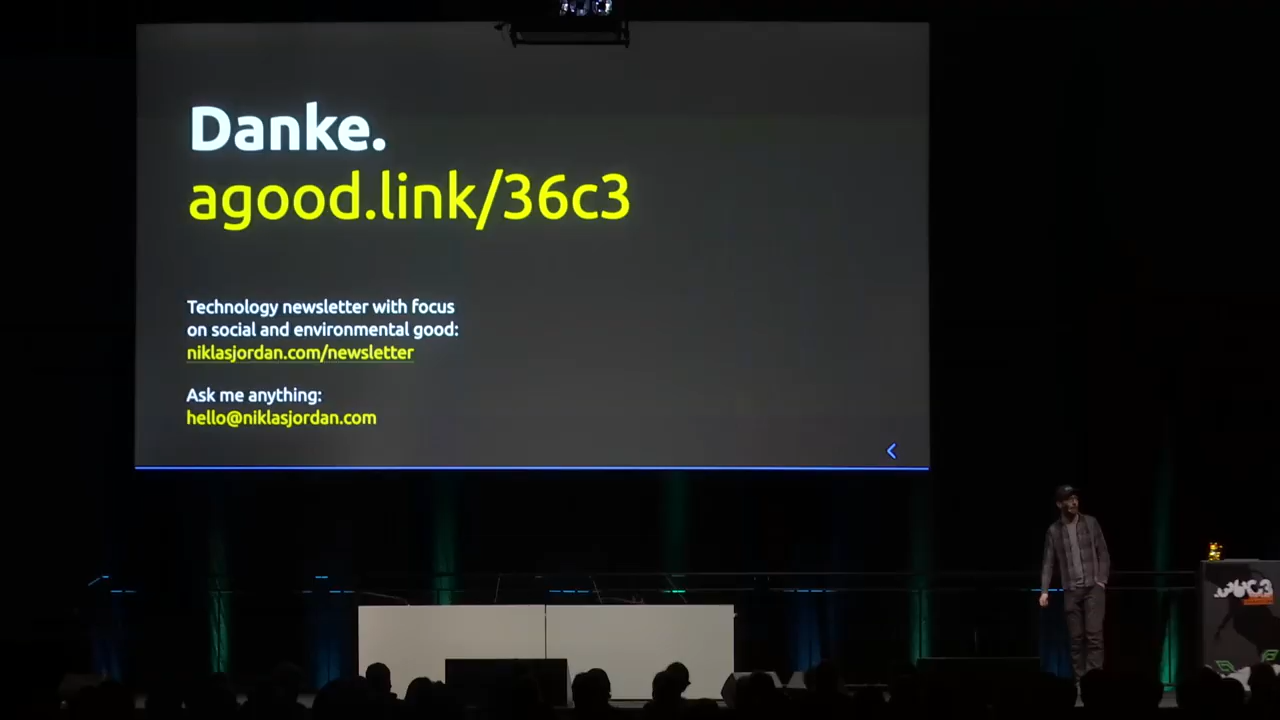 Danke.
agood.link/36c3
Technology newsletter with focus
on social and environmental good:
niklasjordan.com/newsletter
Ask me anything:
hello@niklasjordan.com